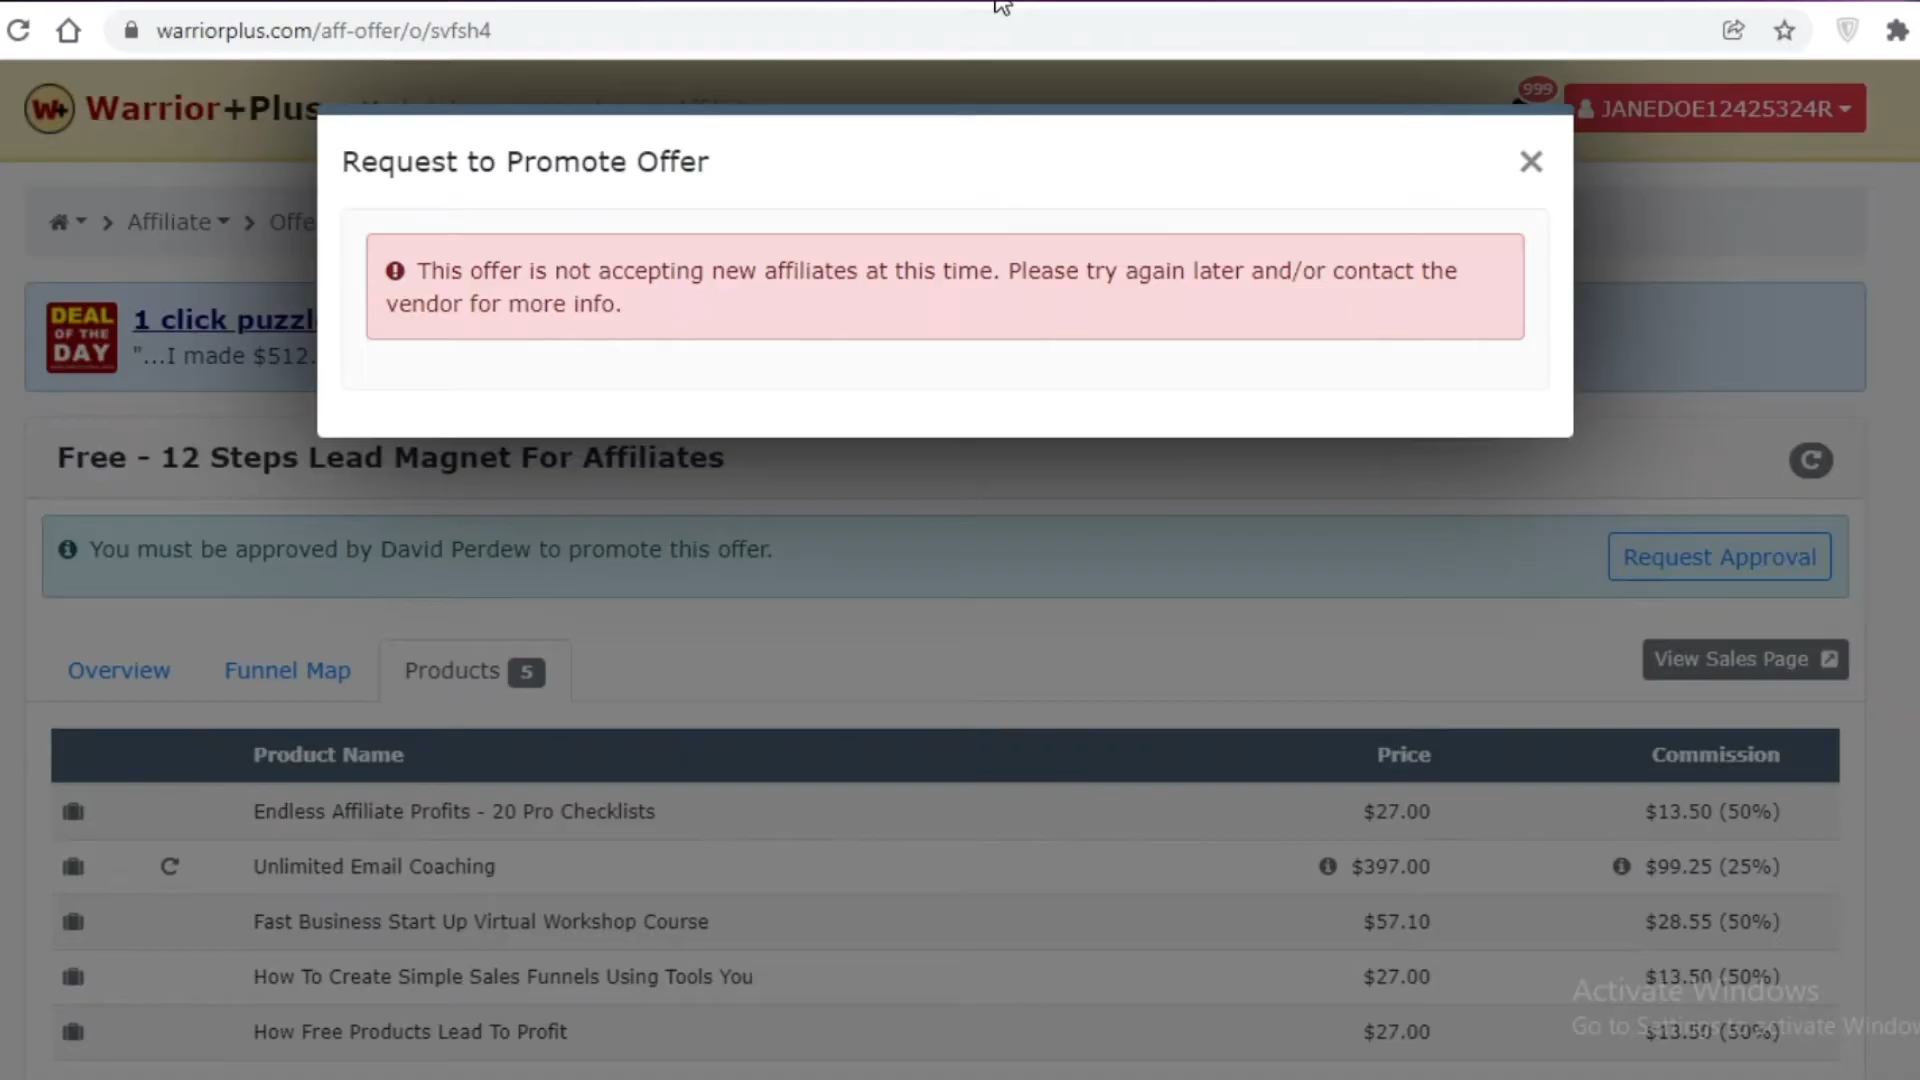 warriorplus.com/aff-offer/o/svfsh4
W+ Warrior+Plus
999
JANEDOE12425324R
Request to Promote Offer
Affiliate
This offer is not accepting new affiliates at this time. Please try again later and/or contact the
vendor for more info.
DEAL
OF THE
DAY
1 click
"...I made $512.
Free - 12 Steps Lead Magnet For Affiliates
You must be approved by David Perdew to promote this offer.
Request Approval
Overview
Funnel Map
Products 5
View Sales Page
Product Name Price Commission
Endless Affiliate Profits - 20 Pro Checklists $27.00 $13.50 (50%)
Unlimited Email Coaching $397.00 $99.25 (25%)
Fast Business Start Up Virtual Workshop Course $57.10 $28.55 (50%)
How To Create Simple Sales Funnels Using Tools You $27.00 $13.50 (50%)
Activate Windows
Go to Settings to activate Window
How Free Products Lead To Profit $27.00 $13.50 (50%)